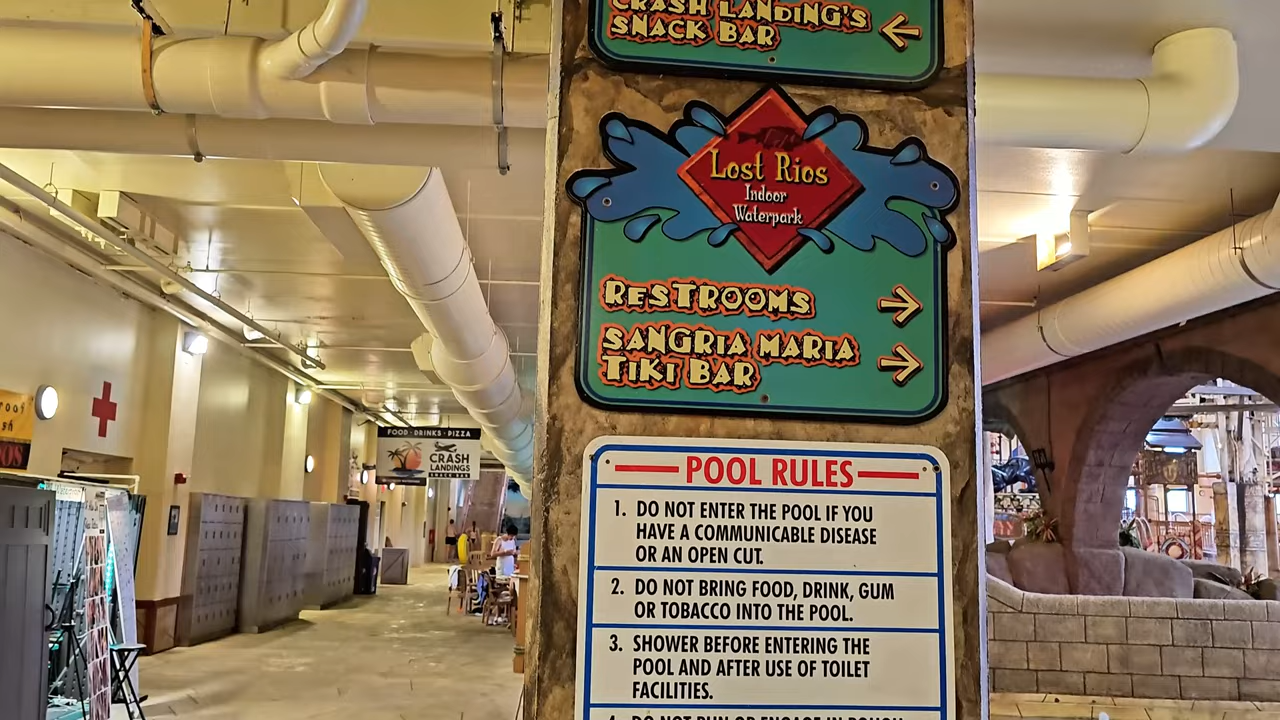 CRASH LANDING'S
SNACK BAR
Lost Rios
Indoor
Waterpark
RESTROOMS
SANGRIA MARIA
TIKI BAR
POOL RULES
1. DO NOT ENTER THE POOL IF YOU
HAVE A COMMUNICABLE DISEASE
OR AN OPEN CUT.
2. DO NOT BRING FOOD, DRINK, GUM
OR TOBACCO INTO THE POOL.
3. SHOWER BEFORE ENTERING THE
POOL AND AFTER USE OF TOILET
FACILITIES.
4. DO NOT RUN OR ENGAGE IN ROUGH
FOOD · DRINKS · PIZZA
CRASH
LANDINGS
SNACK BAR